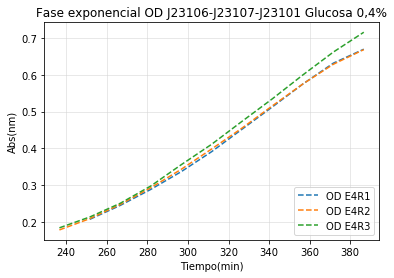 Fase exponencial OD J23106-J23107-J23101 Glucosa 0,4%
Abs(nm)
0.7
0.6
0.5
0.4
0.3
0.2
OD E4R1
OD E4R2
OD E4R3
240 260 280 300 320 340 360 380
Tiempo(min)